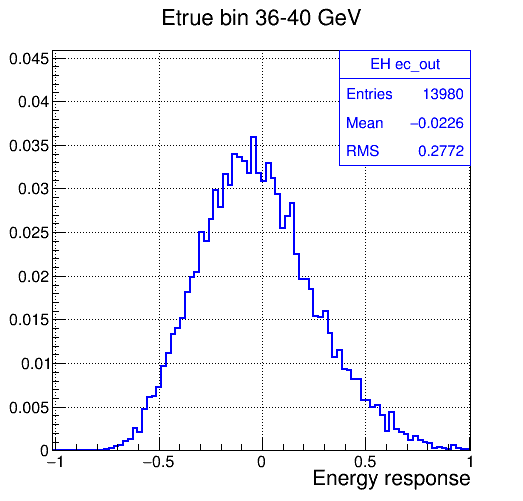 Etrue bin 36-40 GeV
EH ec_out
Entries 13980
Mean −0.0226
RMS 0.2772
0.045
0.04
0.035
0.03
0.025
0.02
0.015
0.01
0.005
0
−1 −0.5 0 0.5 1
Energy response